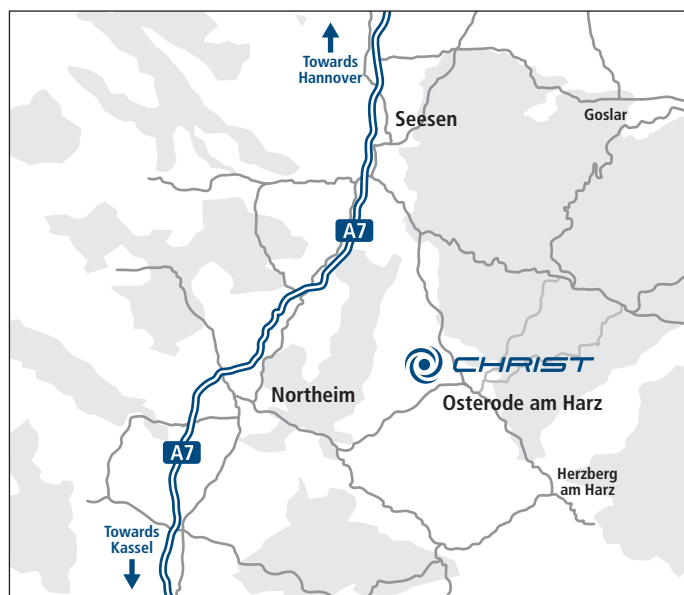 Towards
Hannover
Seesen
Goslar
A7
CHRIST
Northeim
Osterode am Harz
A7
Herzberg
am Harz
Towards
Kassel